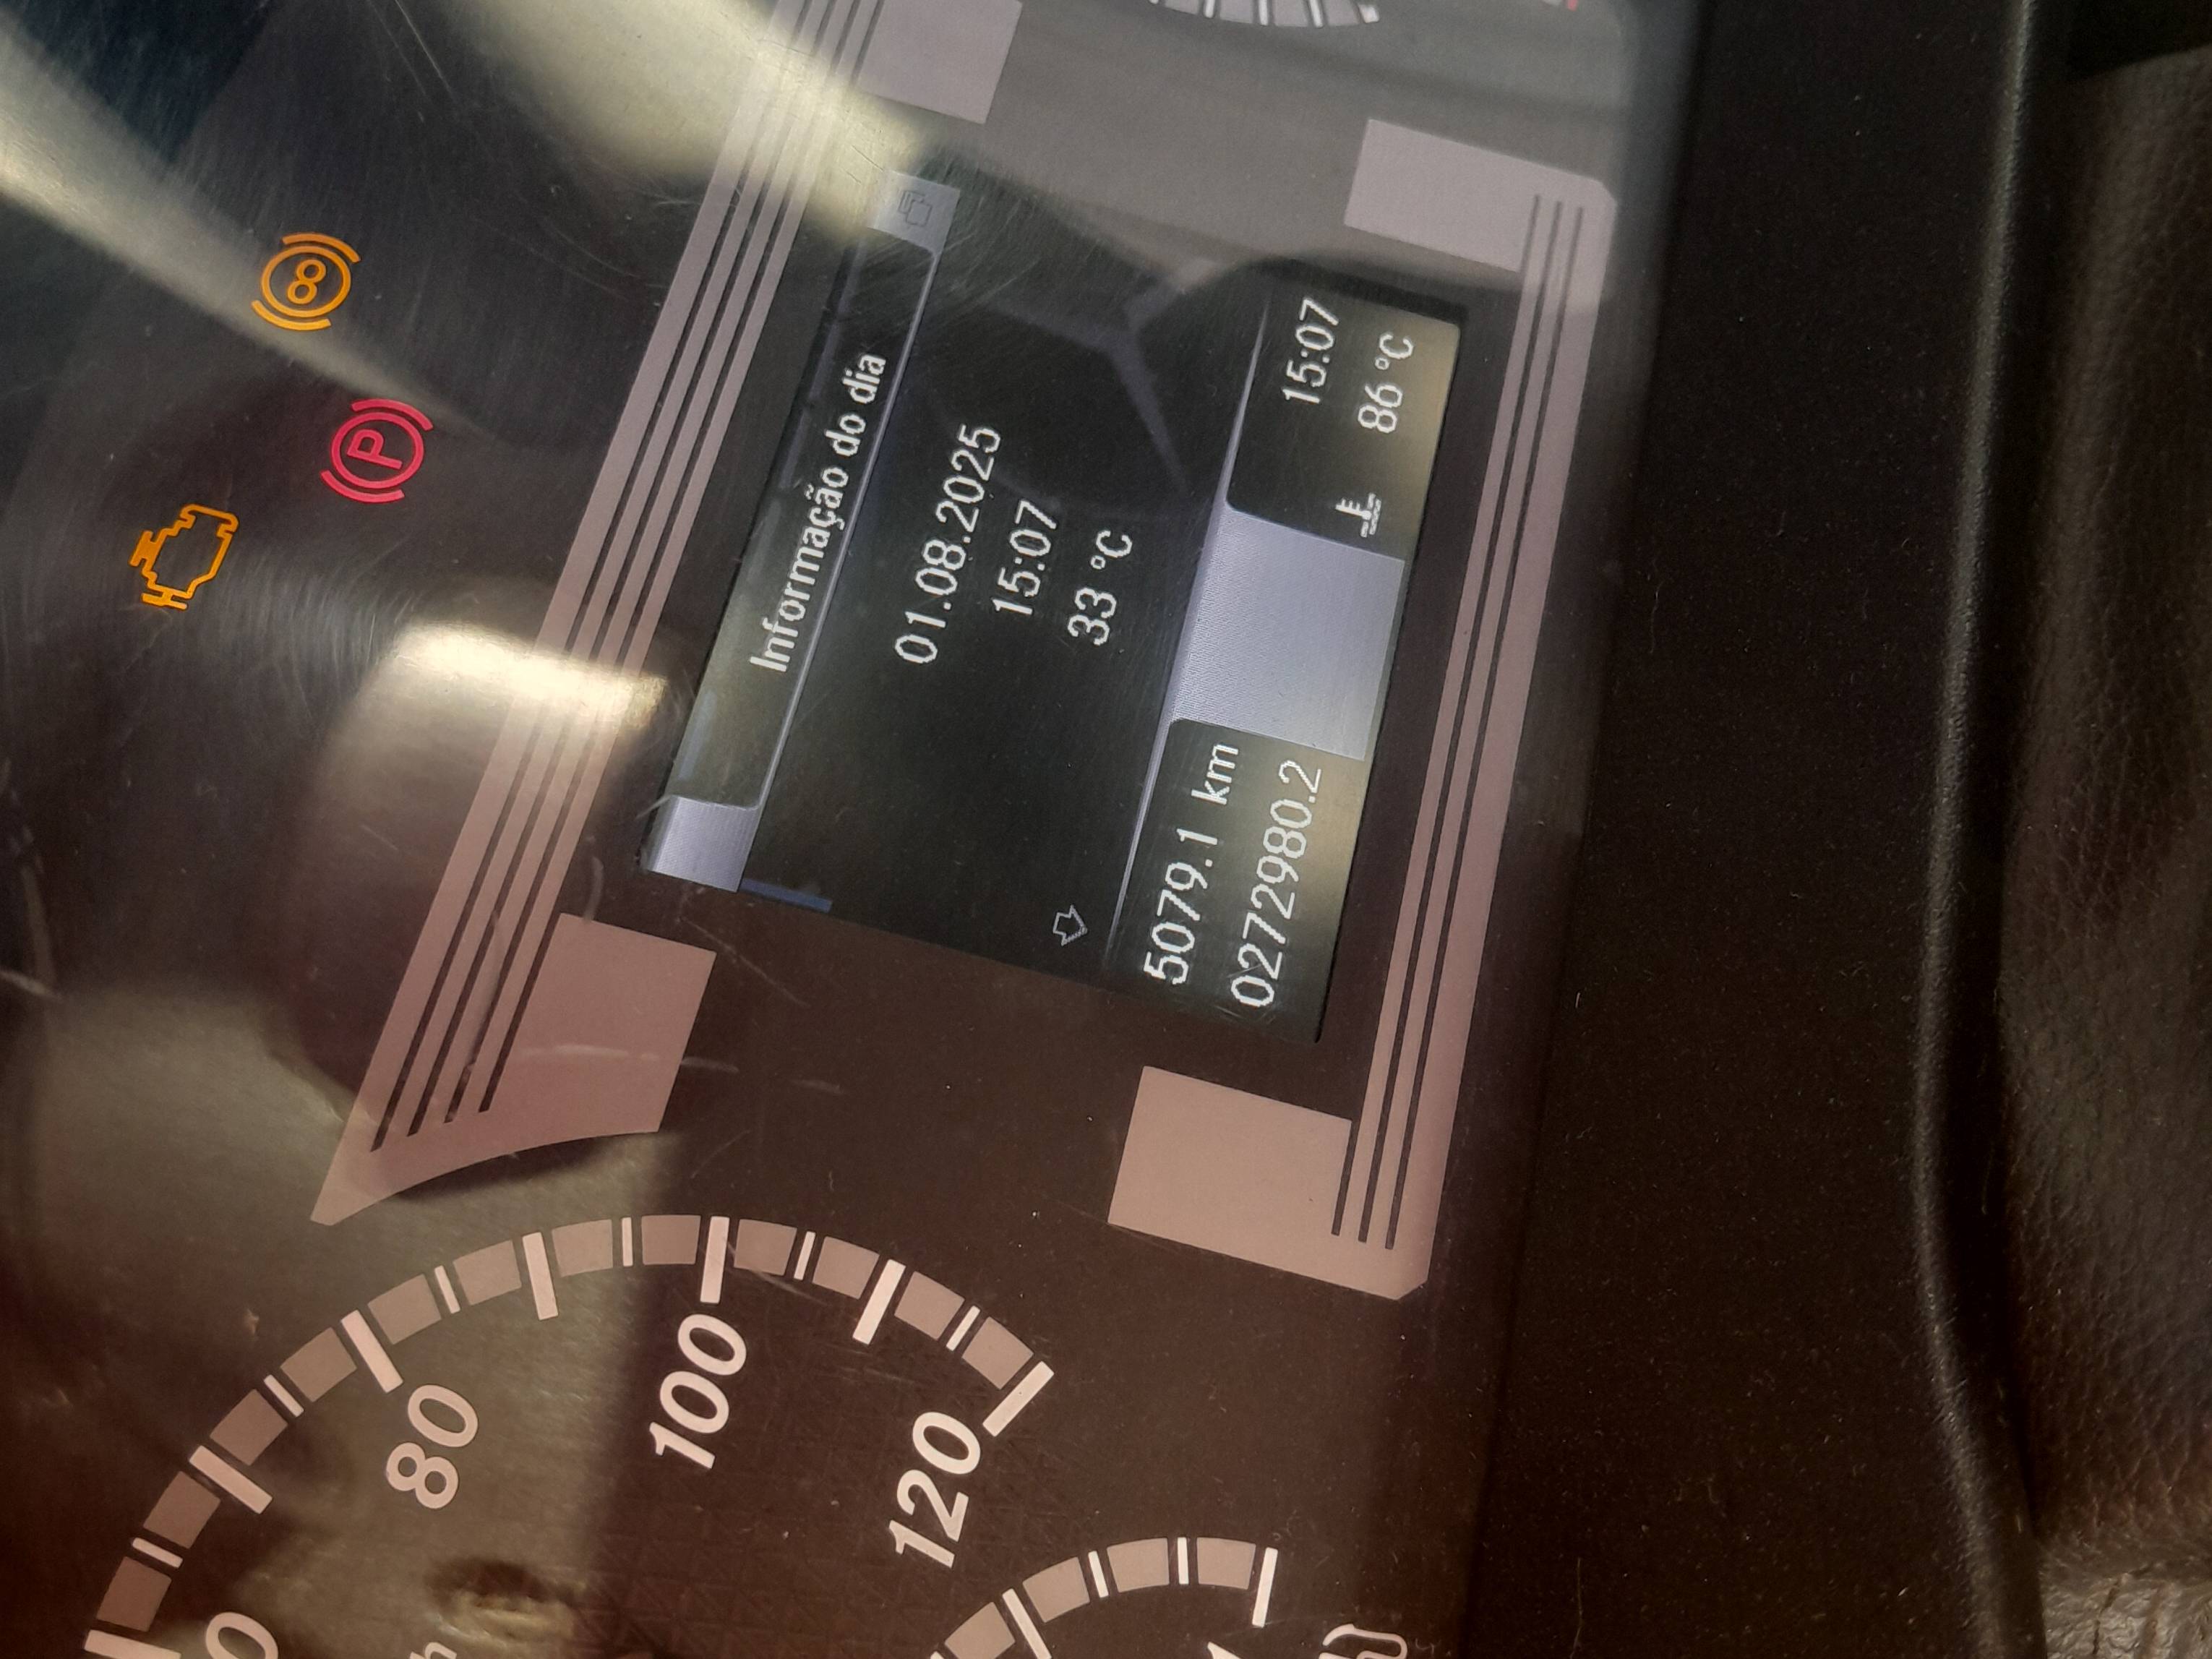 Informação do dia
01.08.2025
15:07
33 °C
5079.1 km
15:07
0272980.2
86 °C
P
80
100
120